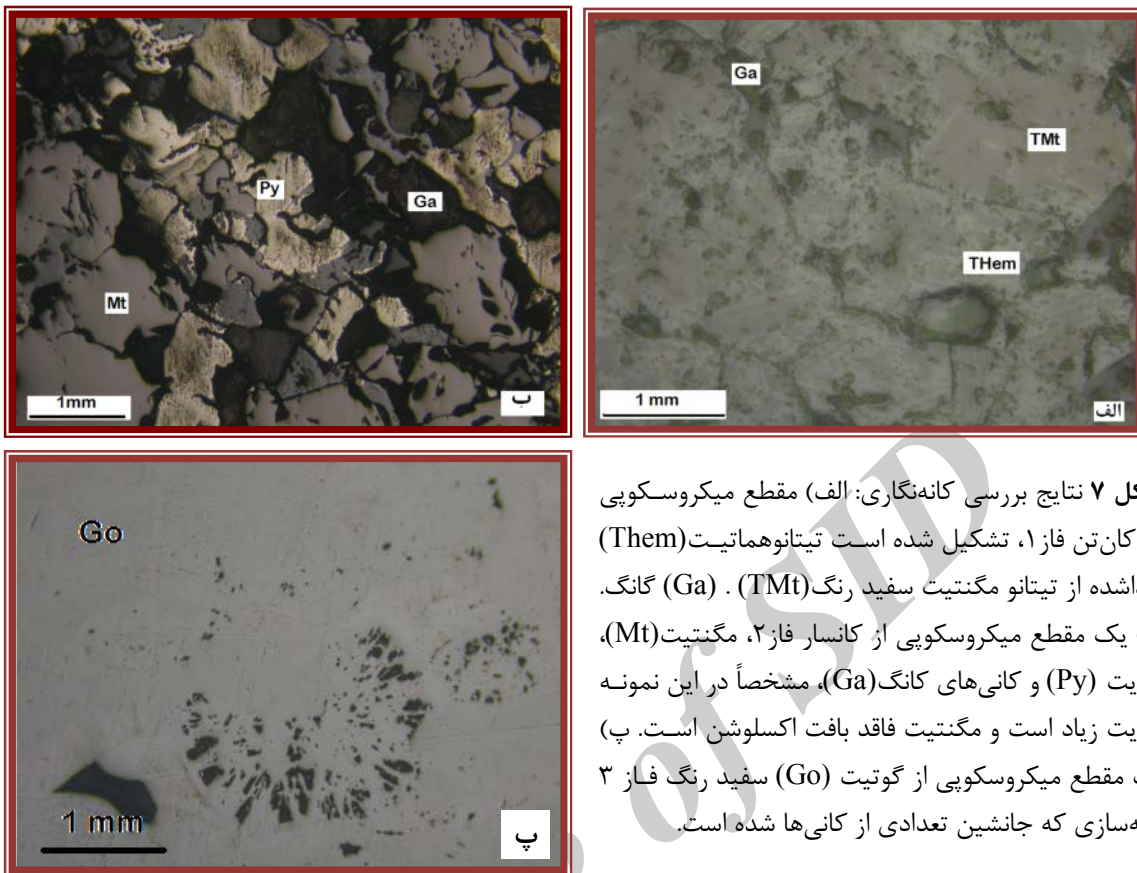 Ga
TMt
THem
1 mm
الف
Py
Ga
Mt
1mm
ب
Go
1 mm
پ
کل ۷ نتایج بررسی کانه‌نگاری: الف) مقطع میکروسکوپی
کان‌تن فاز۱، تشکیل شده است تیتانوهماتیت(Them)
داشده از تیتانو مگنتیت سفید رنگ(TMt) . (Ga) گانگ.
یک مقطع میکروسکوپی از کانسار فاز۲، مگنتیت(Mt)،
یت (Py) و کانی‌های کانگ(Ga)، مشخصاً در این نمونه
یت زیاد است و مگنتیت فاقد بافت اکسلوشن است. پ)
مقطع میکروسکوپی از گوتیت (Go) سفید رنگ فاز ۳
ه‌سازی که جانشین تعدادی از کانی‌ها شده است.
of SID